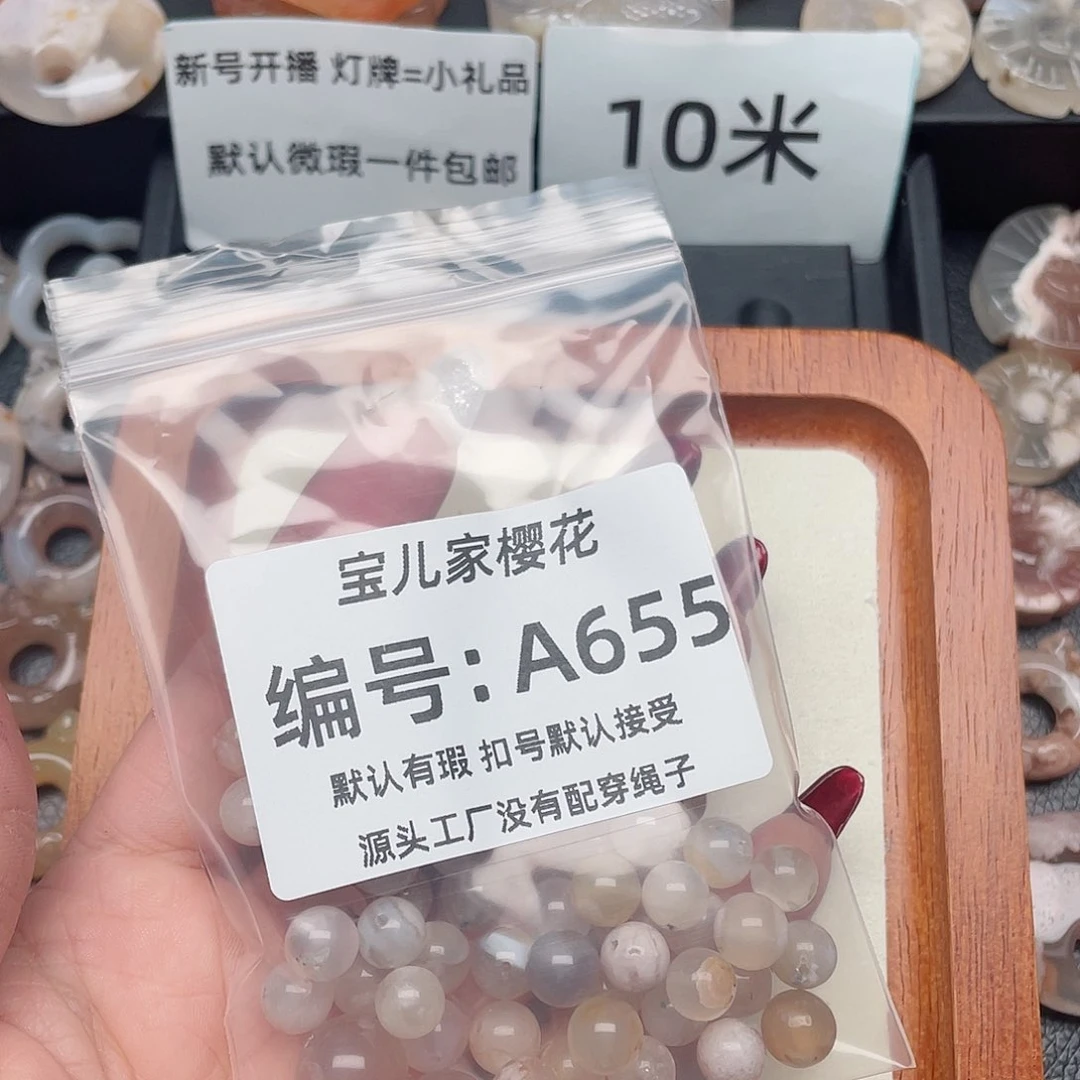 新号开播 灯牌=小礼品
默认微瑕一件包邮
10米
宝儿家樱花
编号:A655
默认有瑕 扣号默认接受
源头工厂没有配穿绳子